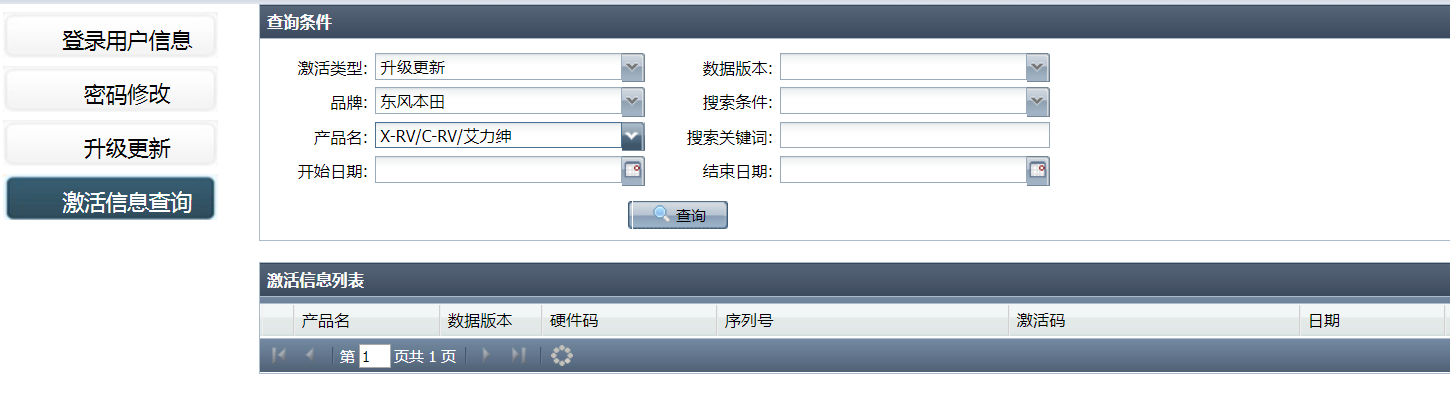 登录用户信息
密码修改
升级更新
激活信息查询
查询条件
激活类型: 升级更新 数据版本:
品牌: 东风本田 搜索条件:
产品名: X-RV/C-RV/艾力绅 搜索关键词:
开始日期: 结束日期:
查询
激活信息列表
产品名 数据版本 硬件码 序列号 激活码 日期
第 1 页共 1 页